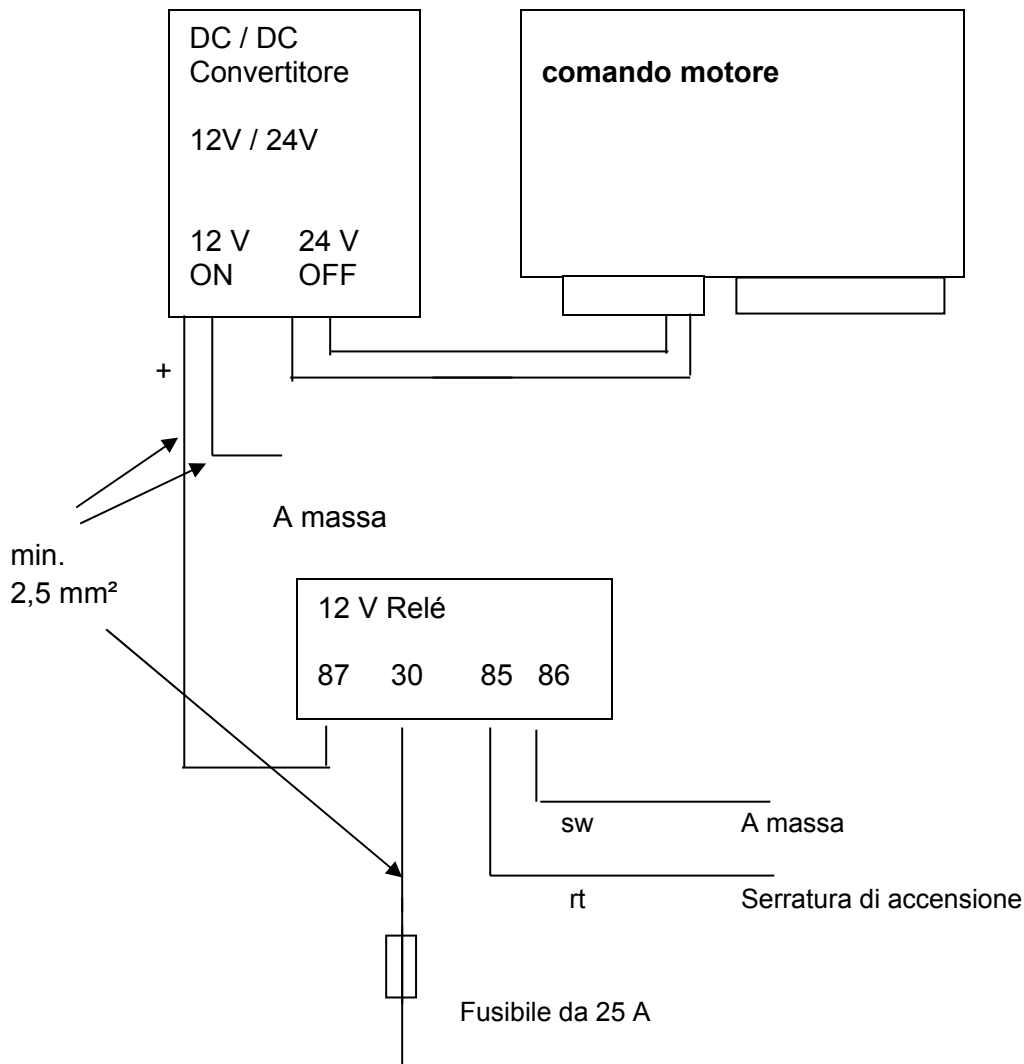 DC / DC
Convertitore
12V / 24V
12 V 24 V
ON OFF
comando motore
+
A massa
min.
2,5 mm²
12 V Relé
87 30 85 86
sw A massa
rt Serratura di accensione
Fusibile da 25 A